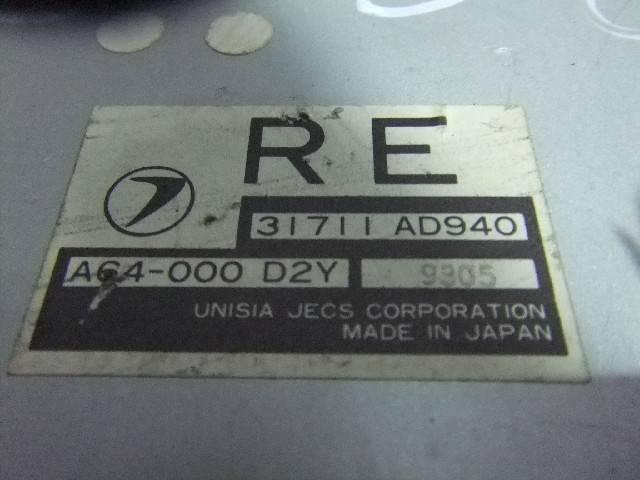 RE
31711 AD940
A64-000 D2Y 9305
UNISIA JECS CORPORATION
MADE IN JAPAN